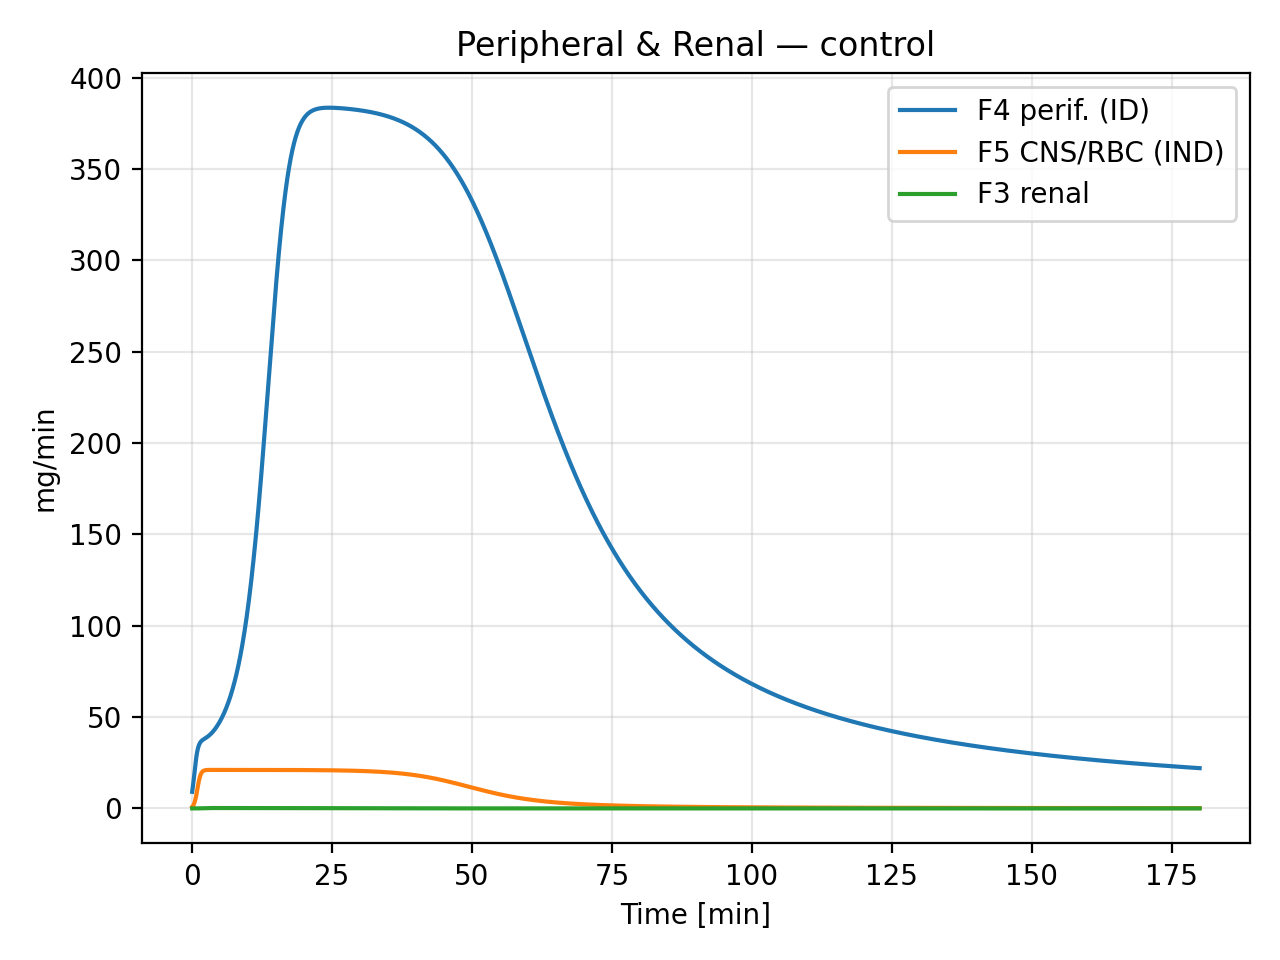 Peripheral & Renal — control
400
350
300
250
200
150
100
50
0
mg/min
F4 perif. (ID)
F5 CNS/RBC (IND)
F3 renal
0 25 50 75 100 125 150 175
Time [min]